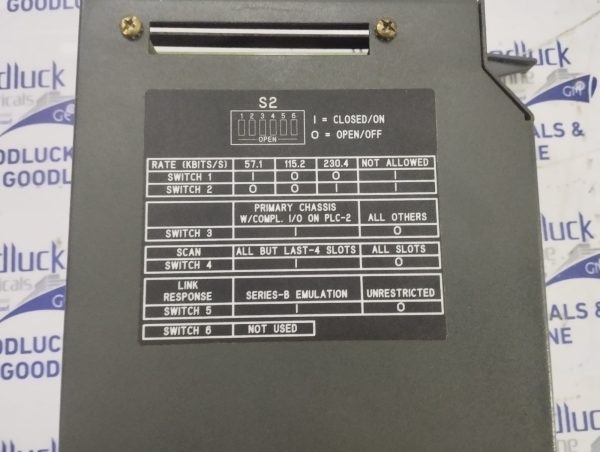 S2
1 2 3 4 5 6
OPEN
I = CLOSED/ON
O = OPEN/OFF
RATE (KBITS/S) 57.1 115.2 230.4 NOT ALLOWED
SWITCH 1 I O O I
SWITCH 2 O O I I
PRIMARY CHASSIS
W/COMPL. I/O ON PLC-2 ALL OTHERS
SWITCH 3 I O
SCAN ALL BUT LAST-4 SLOTS ALL SLOTS
SWITCH 4 I O
LINK
RESPONSE SERIES-B EMULATION UNRESTRICTED
SWITCH 5 I O
SWITCH 6 NOT USED
GOODLUCK
GOODL
GM